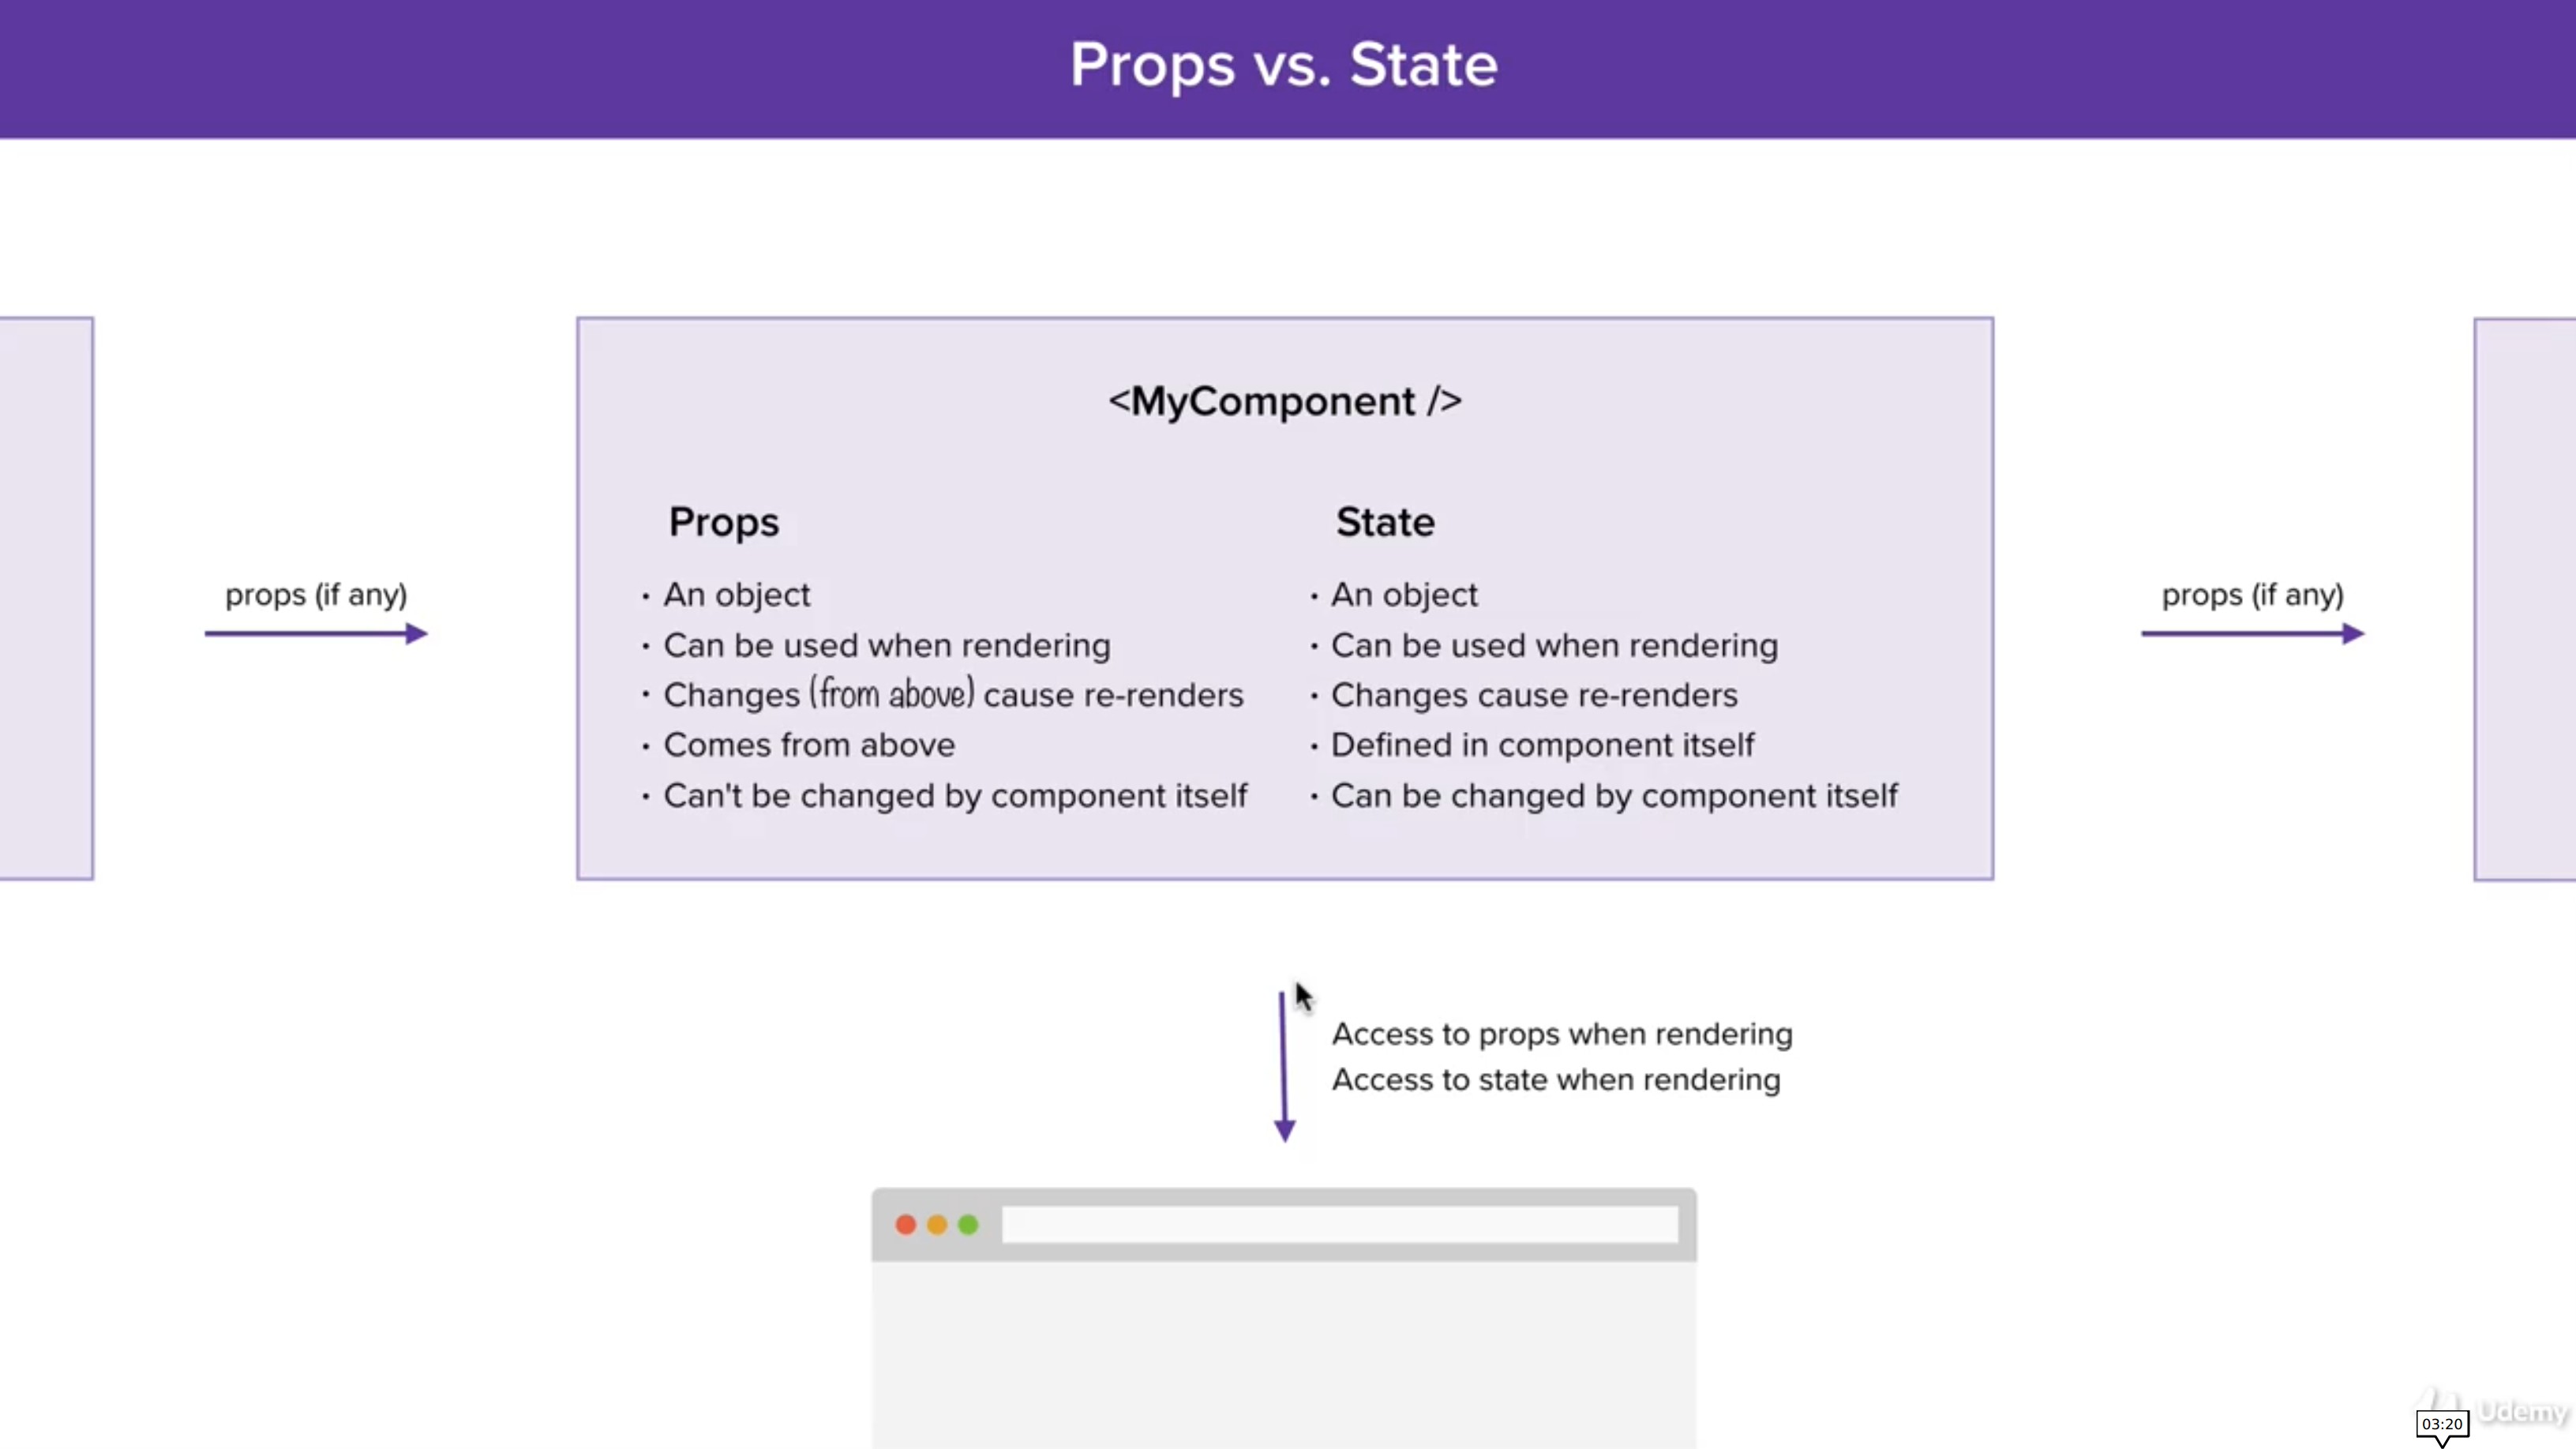 Props vs. State
<MyComponent />
Props
· An object
· Can be used when rendering
· Changes (from above) cause re-renders
· Comes from above
· Can't be changed by component itself
State
· An object
· Can be used when rendering
· Changes cause re-renders
· Defined in component itself
· Can be changed by component itself
props (if any)
props (if any)
Access to props when rendering
Access to state when rendering
Udemy
03:20